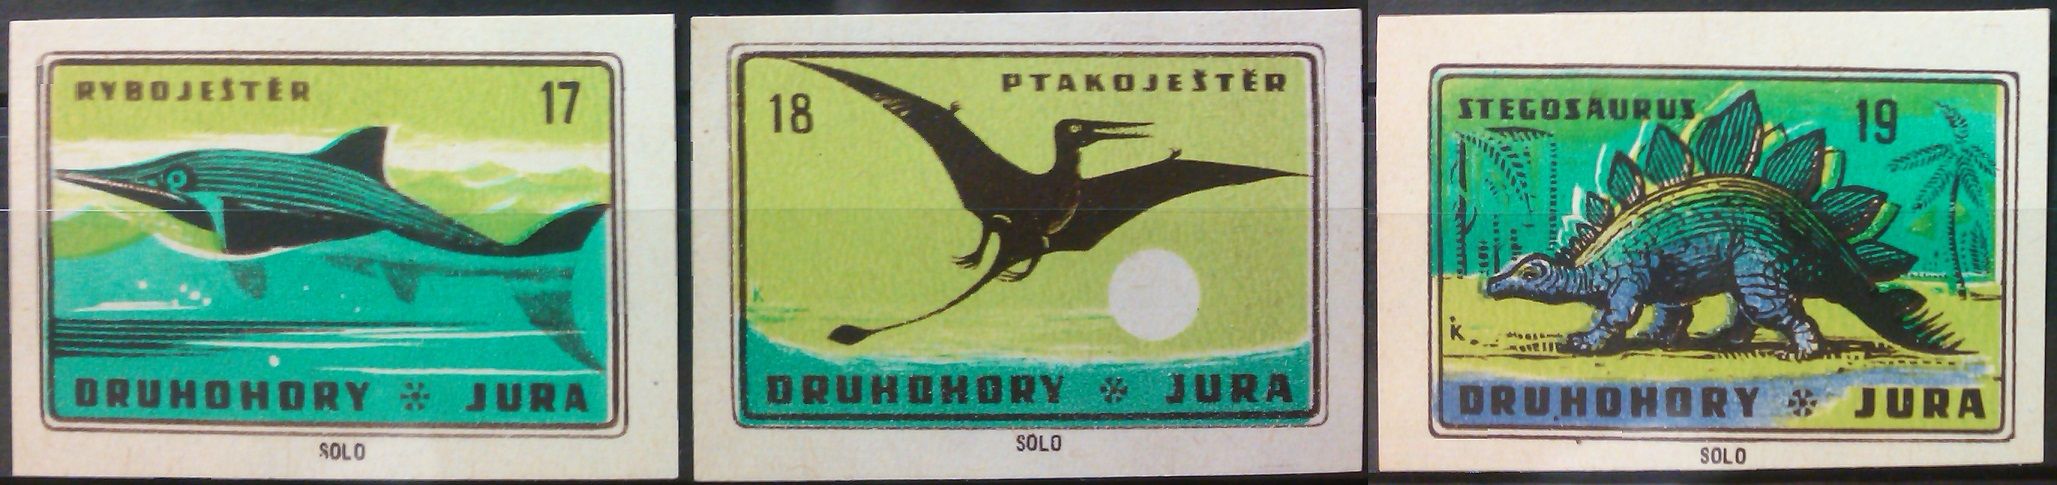 RYBOJEŠTĚR 17
DRUHOHORY * JURA
SOLO
18 PTAKOJEŠTĚR
K
DRUHOHORY * JURA
SOLO
STEGOSAURUS 19
K.
DRUHOHORY * JURA
SOLO